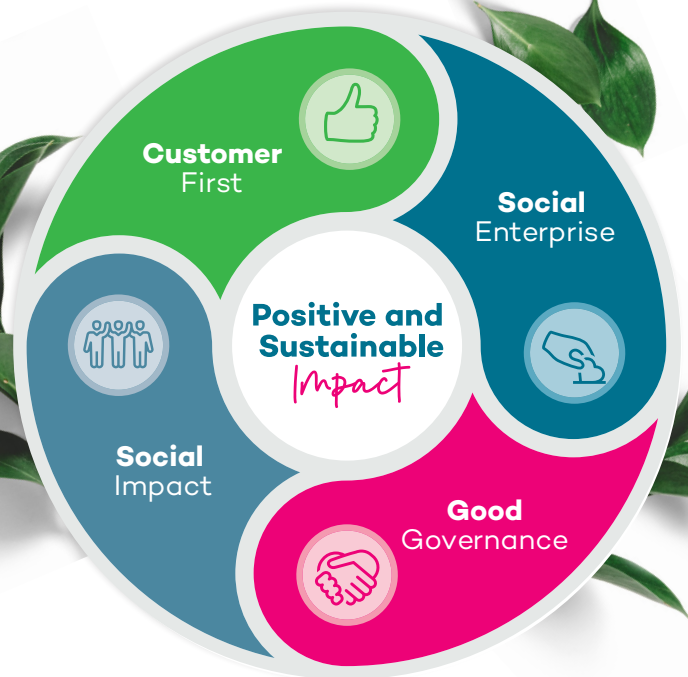 Customer
First
Social
Enterprise
Positive and
Sustainable
Impact
Social
Impact
Good
Governance